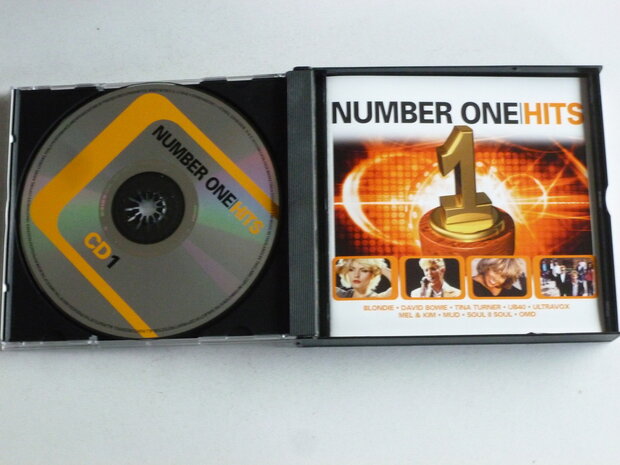 NUMBER ONE|HITS
CD1
NUMBER ONE|HITS
1
BLONDIE • DAVID BOWIE • TINA TURNER • UB40 • ULTRAVOX
MEL & KIM • MUD • SOUL II SOUL • OMD